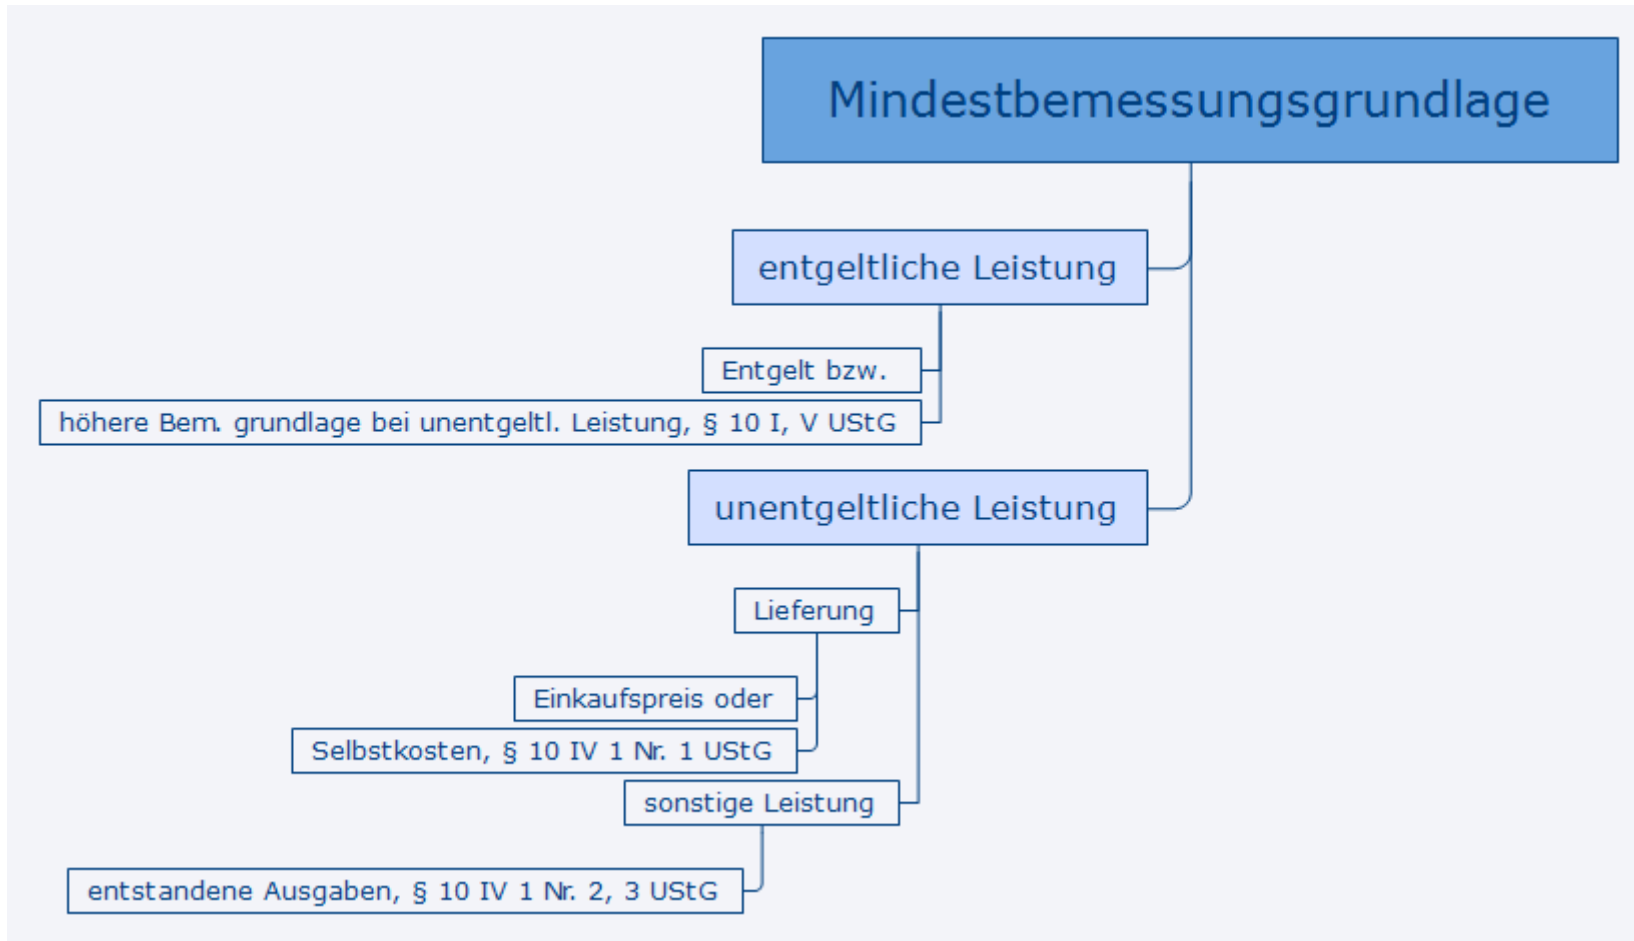 Mindestbemessungsgrundlage
entgeltliche Leistung
Entgelt bzw.
höhere Bem. grundlage bei unentgeltl. Leistung, § 10 I, V UStG
unentgeltliche Leistung
Lieferung
Einkaufspreis oder
Selbstkosten, § 10 IV 1 Nr. 1 UStG
sonstige Leistung
entstandene Ausgaben, § 10 IV 1 Nr. 2, 3 UStG